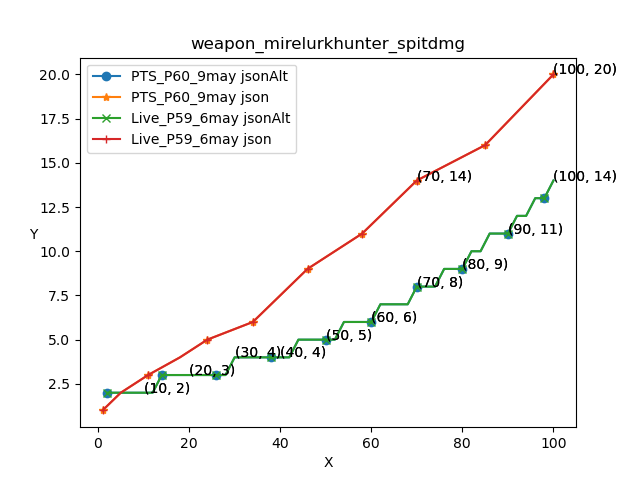 weapon_mirelurkhunter_spitdmg
PTS_P60_9may jsonAlt
PTS_P60_9may json
Live_P59_6may jsonAlt
Live_P59_6may json
(100, 20)
(70, 14)
(100, 14)
(90, 11)
(80, 9)
(70, 8)
(60, 6)
(50, 5)
(30, 4)
(40, 4)
(20, 3)
(10, 2)
20.0
17.5
15.0
12.5
10.0
7.5
5.0
2.5
Y
0 20 40 60 80 100
X